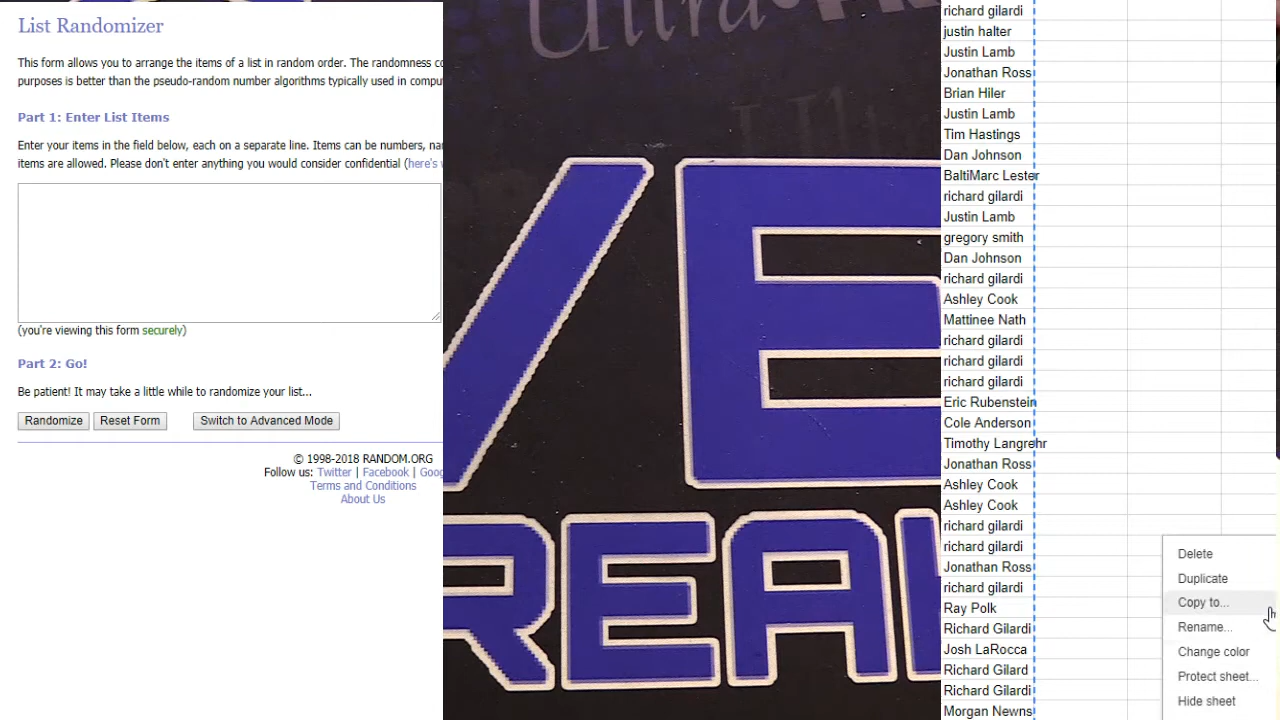 List Randomizer
This form allows you to arrange the items of a list in random order. The randomness
purposes is better than the pseudo-random number algorithms typically used in
Part 1: Enter List Items
Enter your items in the field below, each on a separate line. Items can be numbers,
items are allowed. Please don't enter anything you would consider confidential (here's
(you're viewing this form securely)
Part 2: Go!
Be patient! It may take a little while to randomize your list...
Randomize Reset Form Switch to Advanced Mode
© 1998-2018 RANDOM.ORG
Follow us: Twitter | Facebook |
Terms and Conditions
About Us
Ultra
VE
REA
richard gilardi
justin halter
Justin Lamb
Jonathan Ross
Brian Hiler
Justin Lamb
Tim Hastings
Dan Johnson
BaltiMarc Lester
richard gilardi
Justin Lamb
gregory smith
Dan Johnson
richard gilardi
Ashley Cook
Mattinee Nath
richard gilardi
richard gilardi
richard gilardi
Eric Rubenstein
Cole Anderson
Timothy Langrehr
Jonathan Ross
Ashley Cook
Ashley Cook
richard gilardi
richard gilardi
Jonathan Ross
richard gilardi
Ray Polk
Richard Gilardi
Josh LaRocca
Richard Gilard
Richard Gilardi
Morgan Newns
Delete
Duplicate
Copy to...
Rename...
Change color
Protect sheet...
Hide sheet